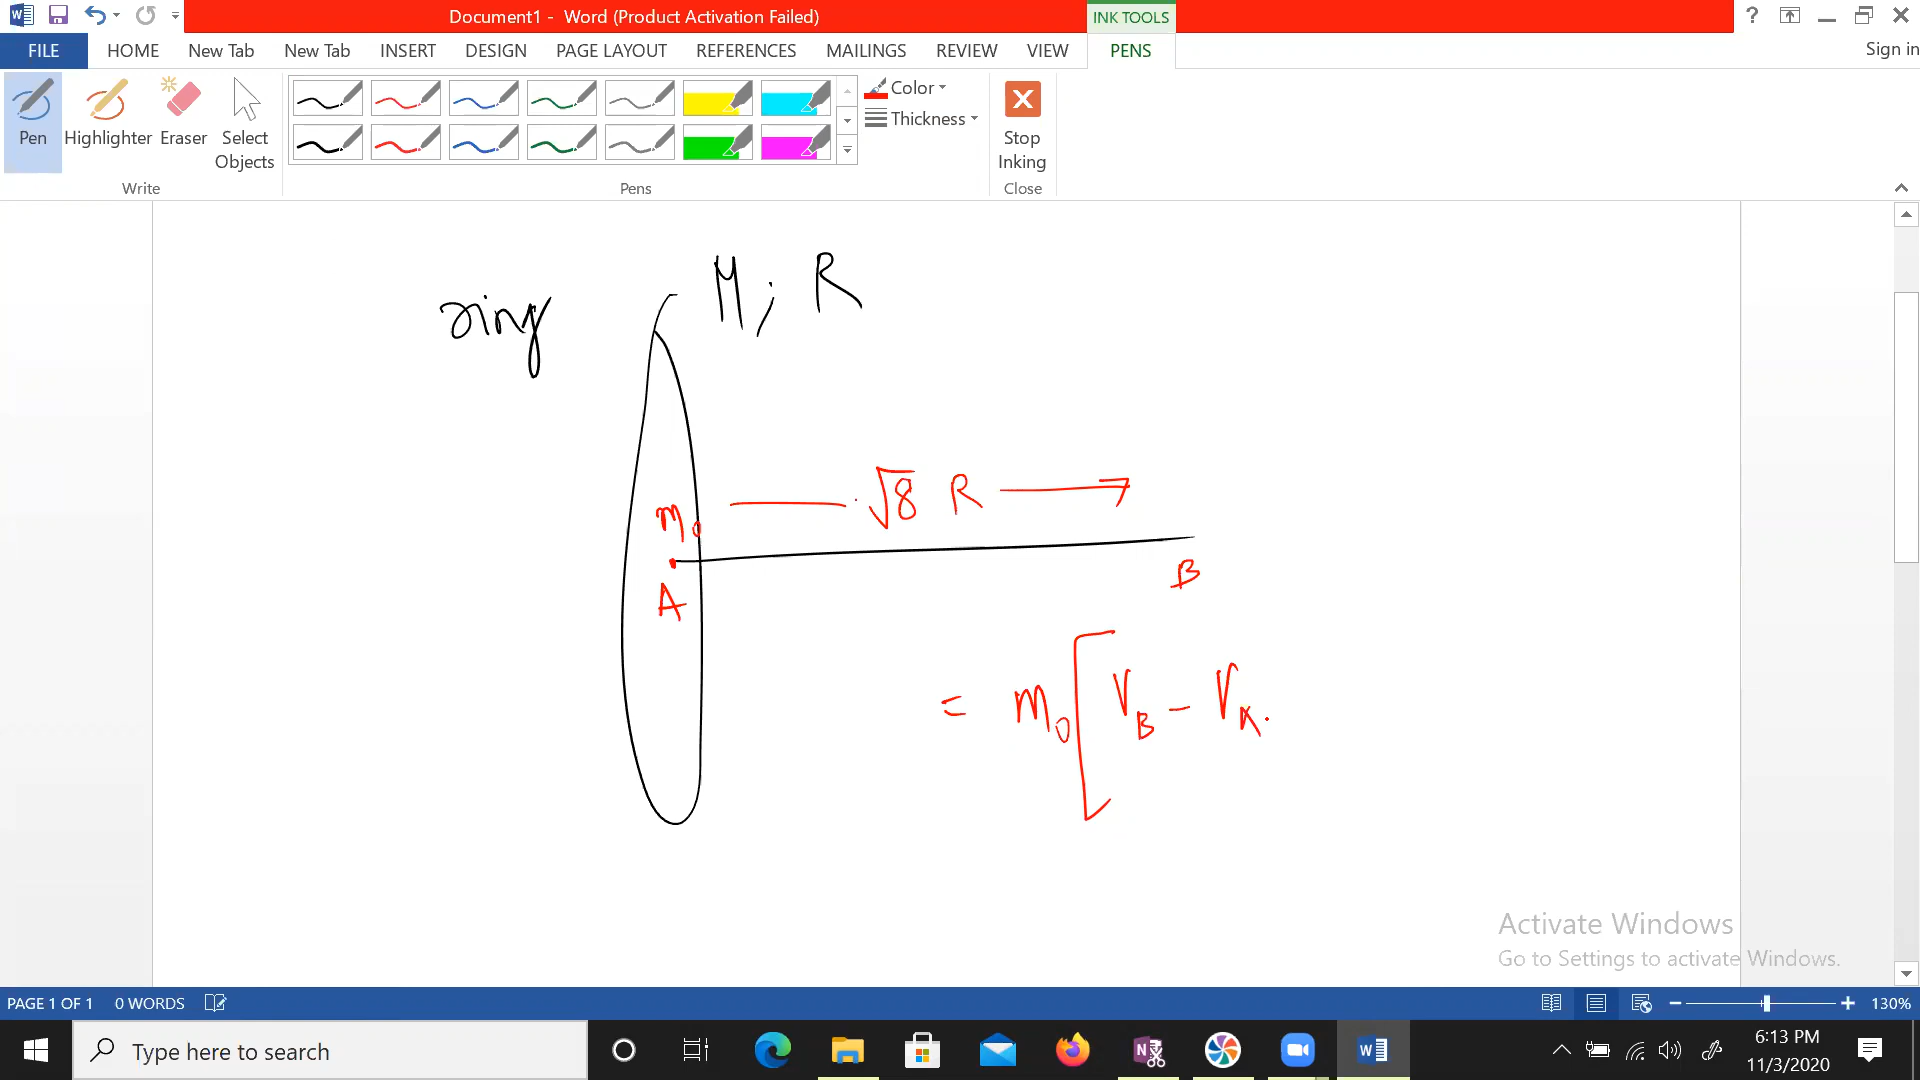 Document1 - Word (Product Activation Failed)
INK TOOLS
?
FILE HOME New Tab New Tab INSERT DESIGN PAGE LAYOUT REFERENCES MAILINGS REVIEW VIEW PENS
Sign in
Pen Highlighter Eraser Select Objects
Color
Thickness
Stop Inking
Write Pens Close
ring M; R
√8 R
m₀
A
B
= m₀[V_B - V_A.
Activate Windows
Go to Settings to activate Windows.
PAGE 1 OF 1 0 WORDS
130%
Type here to search
6:13 PM
11/3/2020